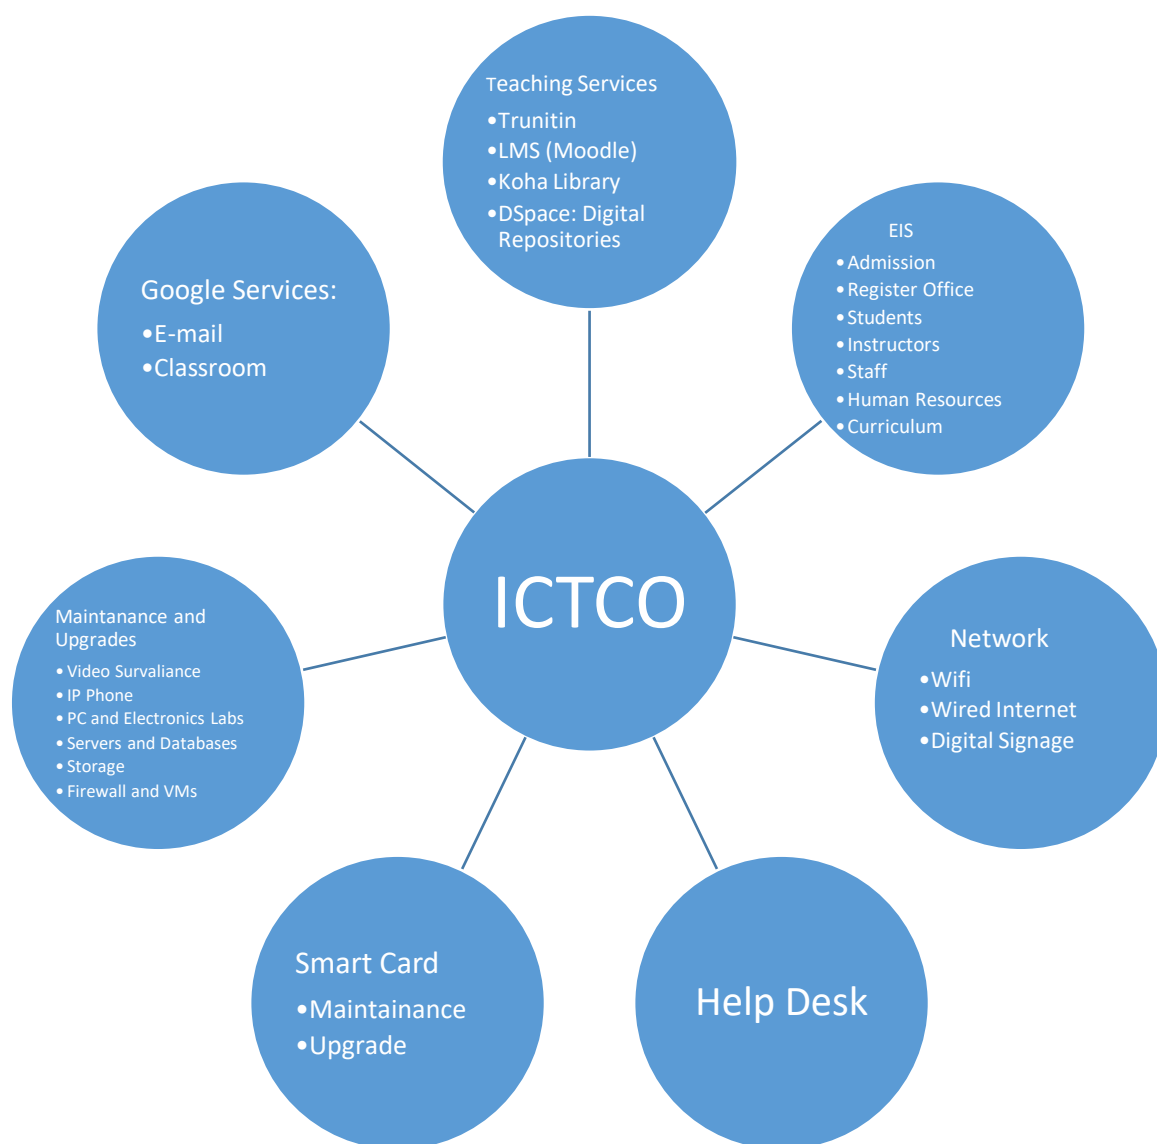 Teaching Services
•Trunitin
•LMS (Moodle)
•Koha Library
•DSpace: Digital
Repositories
EIS
•Admission
•Register Office
•Students
•Instructors
•Staff
•Human Resources
•Curriculum
Network
•Wifi
•Wired Internet
•Digital Signage
Help Desk
Smart Card
•Maintainance
•Upgrade
Maintanance and
Upgrades
•Video Survaliance
•IP Phone
•PC and Electronics Labs
•Servers and Databases
•Storage
•Firewall and VMs
Google Services:
•E-mail
•Classroom
ICTCO